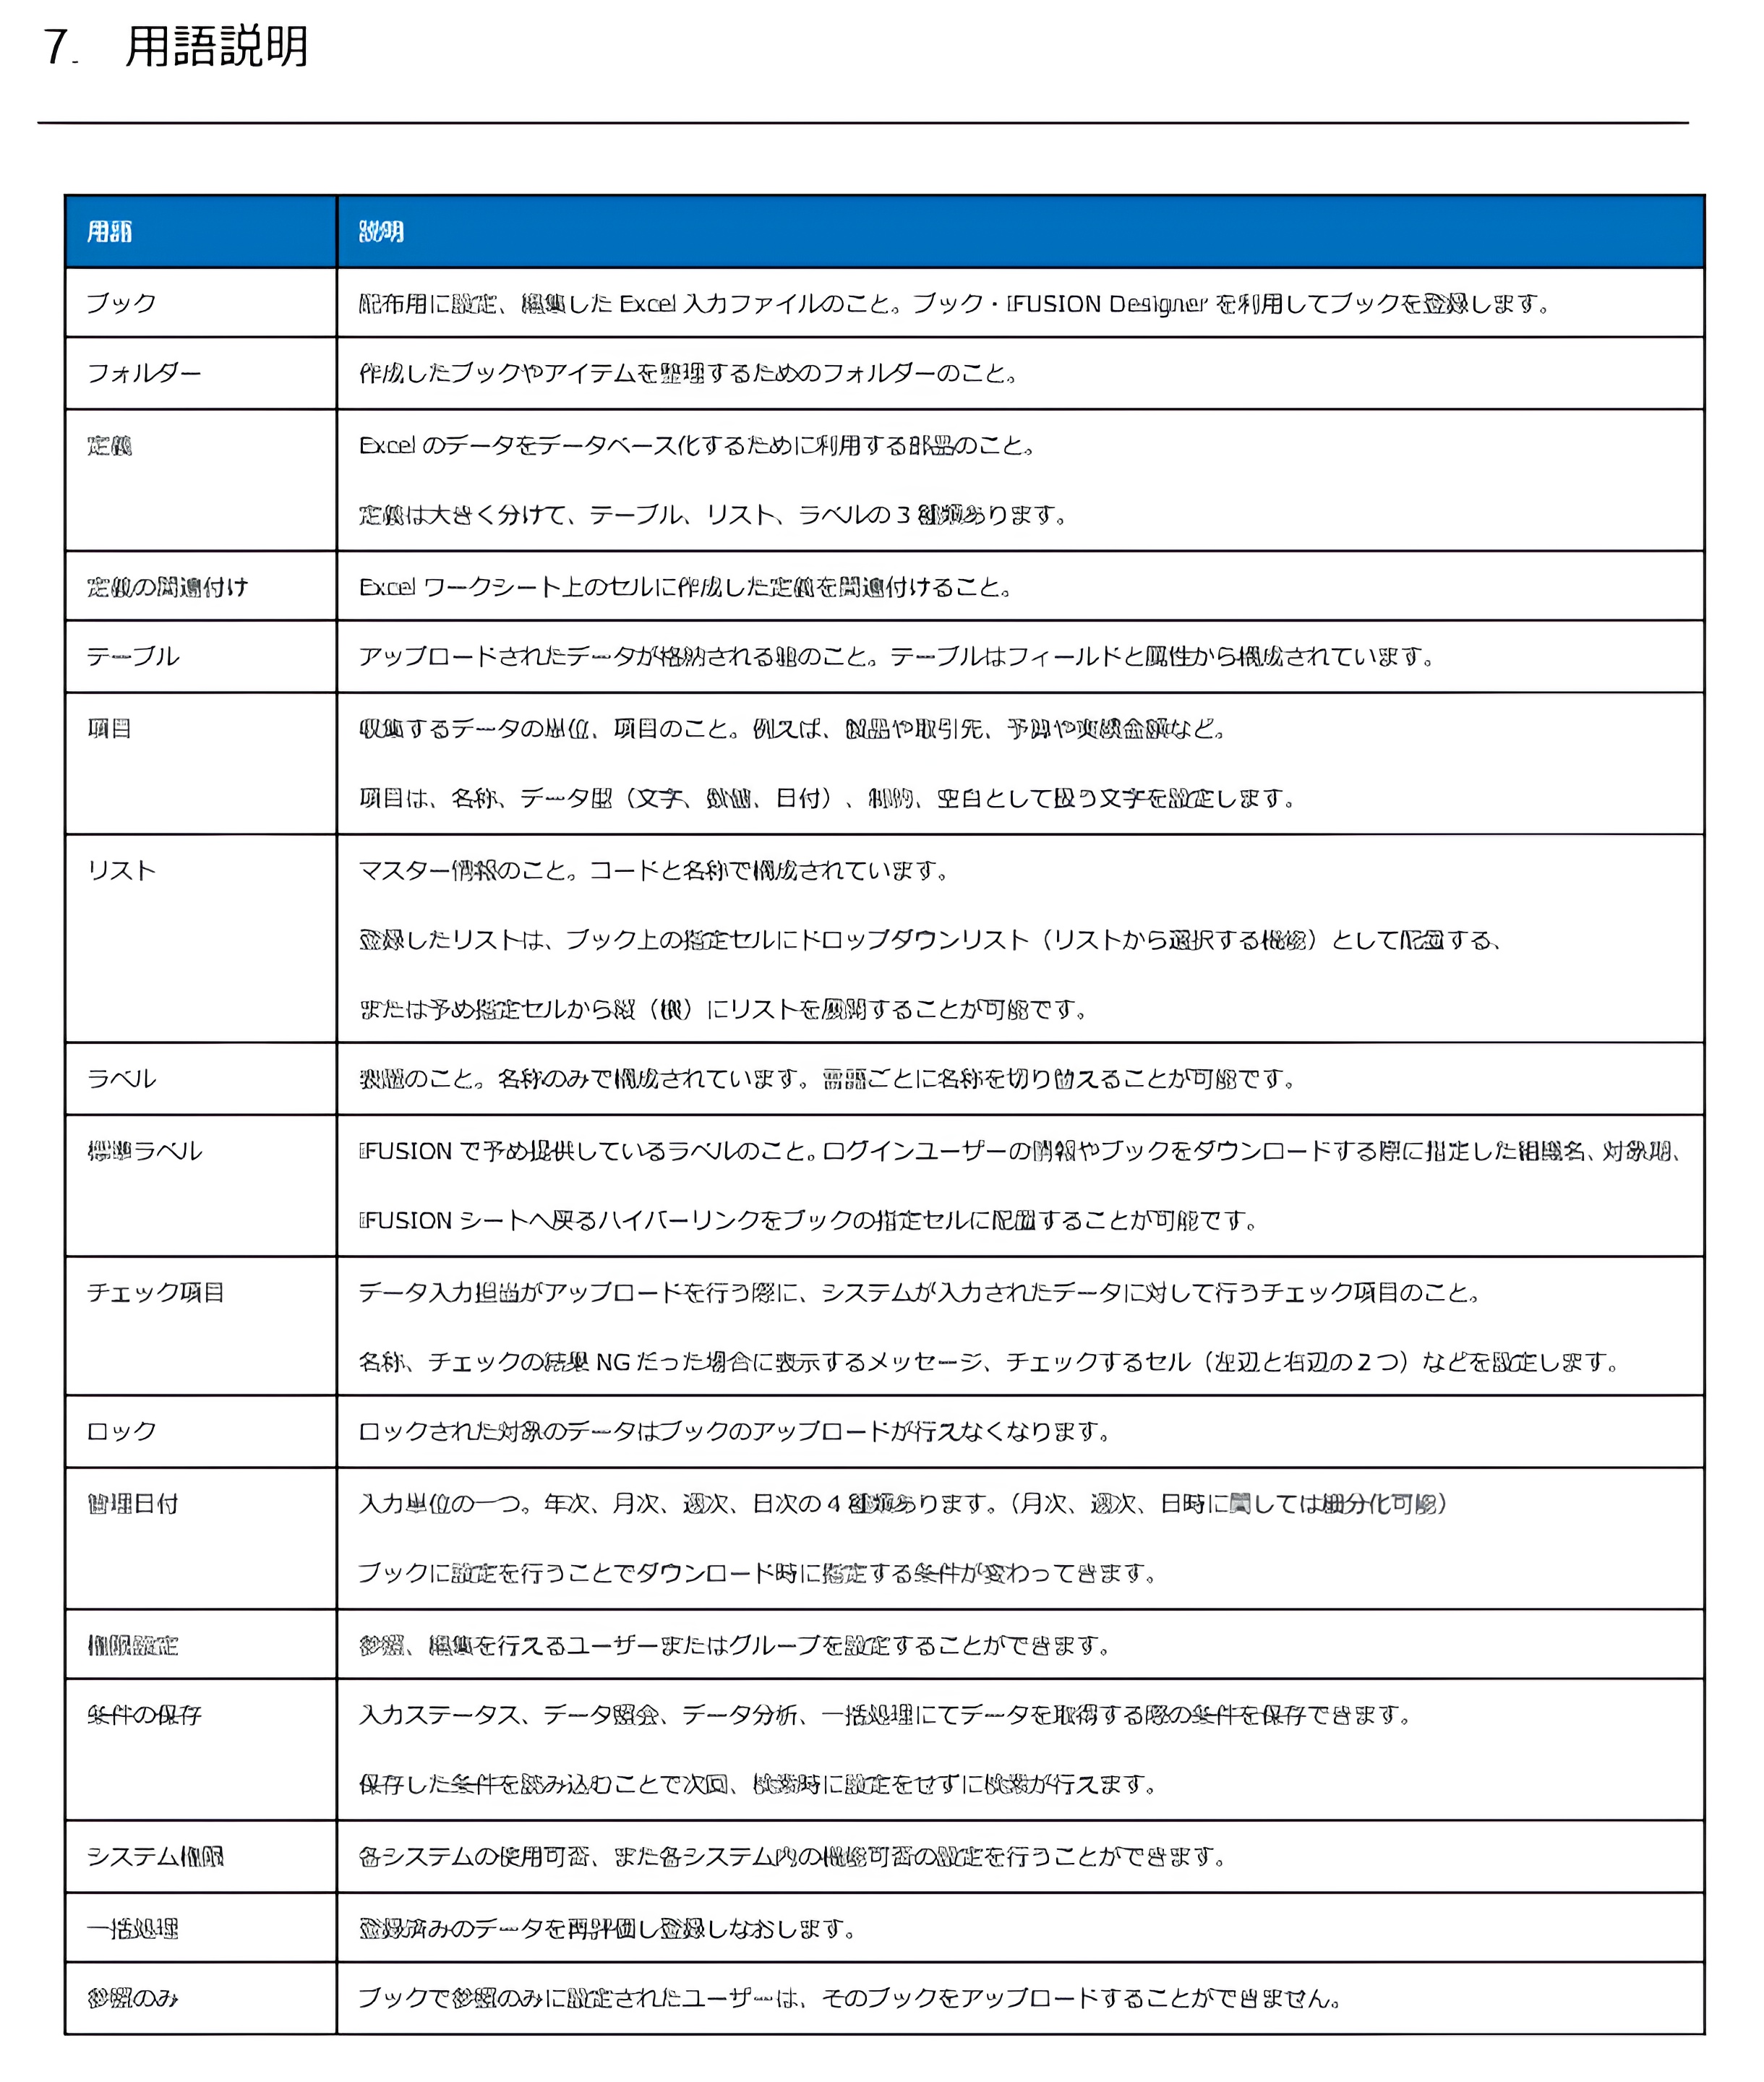 7. 用語説明
用語 説明
ブック 配布用に設定、編集した Excel 入力ファイルのこと。ブック・iFUSION Designer を利用してブックを登録します。
フォルダー 作成したブックやアイテムを整理するためのフォルダーのこと。
定義 Excel のデータをデータベース化するために利用する部品のこと。
定義は大きく分けて、テーブル、リスト、ラベルの 3 種類あります。
定義の関連付け Excel ワークシート上のセルに作成した定義を関連付けること。
テーブル アップロードされたデータが格納される箱のこと。テーブルはフィールドと属性から構成されています。
項目 収集するデータの単位、項目のこと。例えば、製品や取引先、予算や実績金額など。
項目は、名称、データ型（文字、数値、日付）、制約、空白として扱う文字を設定します。
リスト マスター情報のこと。コードと名称で構成されています。
登録したリストは、ブック上の指定セルにドロップダウンリスト（リストから選択する機能）として配置する、
または予め指定セルから縦（横）にリストを展開することが可能です。
ラベル 表題のこと。名称のみで構成されています。言語ごとに名称を切り替えることが可能です。
標準ラベル iFUSION で予め提供しているラベルのこと。ログインユーザーの情報やブックをダウンロードする際に指定した組織名、対象期、
iFUSION シートへ戻るハイパーリンクをブックの指定セルに配置することが可能です。
チェック項目 データ入力担当がアップロードを行う際に、システムが入力されたデータに対して行うチェック項目のこと。
名称、チェックの結果 NG だった場合に表示するメッセージ、チェックするセル（左辺と右辺の 2 つ）などを設定します。
ロック ロックされた対象のデータはブックのアップロードが行えなくなります。
管理日付 入力単位の一つ。年次、月次、週次、日次の 4 種類あります。（月次、週次、日時に関しては細分化可能）
ブックに設定を行うことでダウンロード時に指定する条件が変わってきます。
権限設定 参照、編集を行えるユーザーまたはグループを設定することができます。
条件の保存 入力ステータス、データ照会、データ分析、一括処理にてデータを取得する際の条件を保存できます。
保存した条件を読み込むことで次回、検索時に設定をせずに検索が行えます。
システム権限 各システムの使用可否、また各システム内の機能可否の設定を行うことができます。
一括処理 登録済みのデータを再評価し登録しなおします。
参照のみ ブックで参照のみに設定されたユーザーは、そのブックをアップロードすることができません。